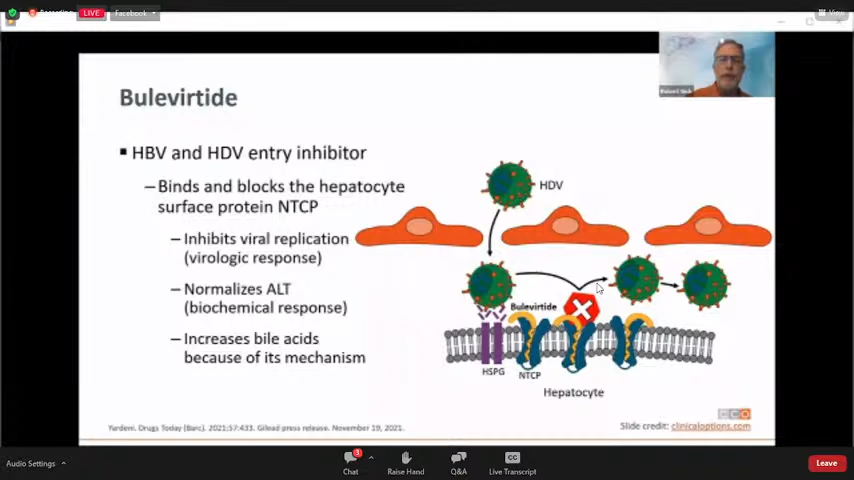 LIVE
Facebook
View
Bulevirtide
HBV and HDV entry inhibitor
–Binds and blocks the hepatocyte
surface protein NTCP
– Inhibits viral replication
(virologic response)
– Normalizes ALT
(biochemical response)
– Increases bile acids
because of its mechanism
HDV
Bulevirtide
HSPG
NTCP
Hepatocyte
Yardeni. Drugs Today (Barc). 2021;57:433. Gilead press release. November 19, 2021.
CCO
Slide credit: clinicaloptions.com
Audio Settings
3
Chat
Raise Hand
Q&A
CC
Live Transcript
Leave